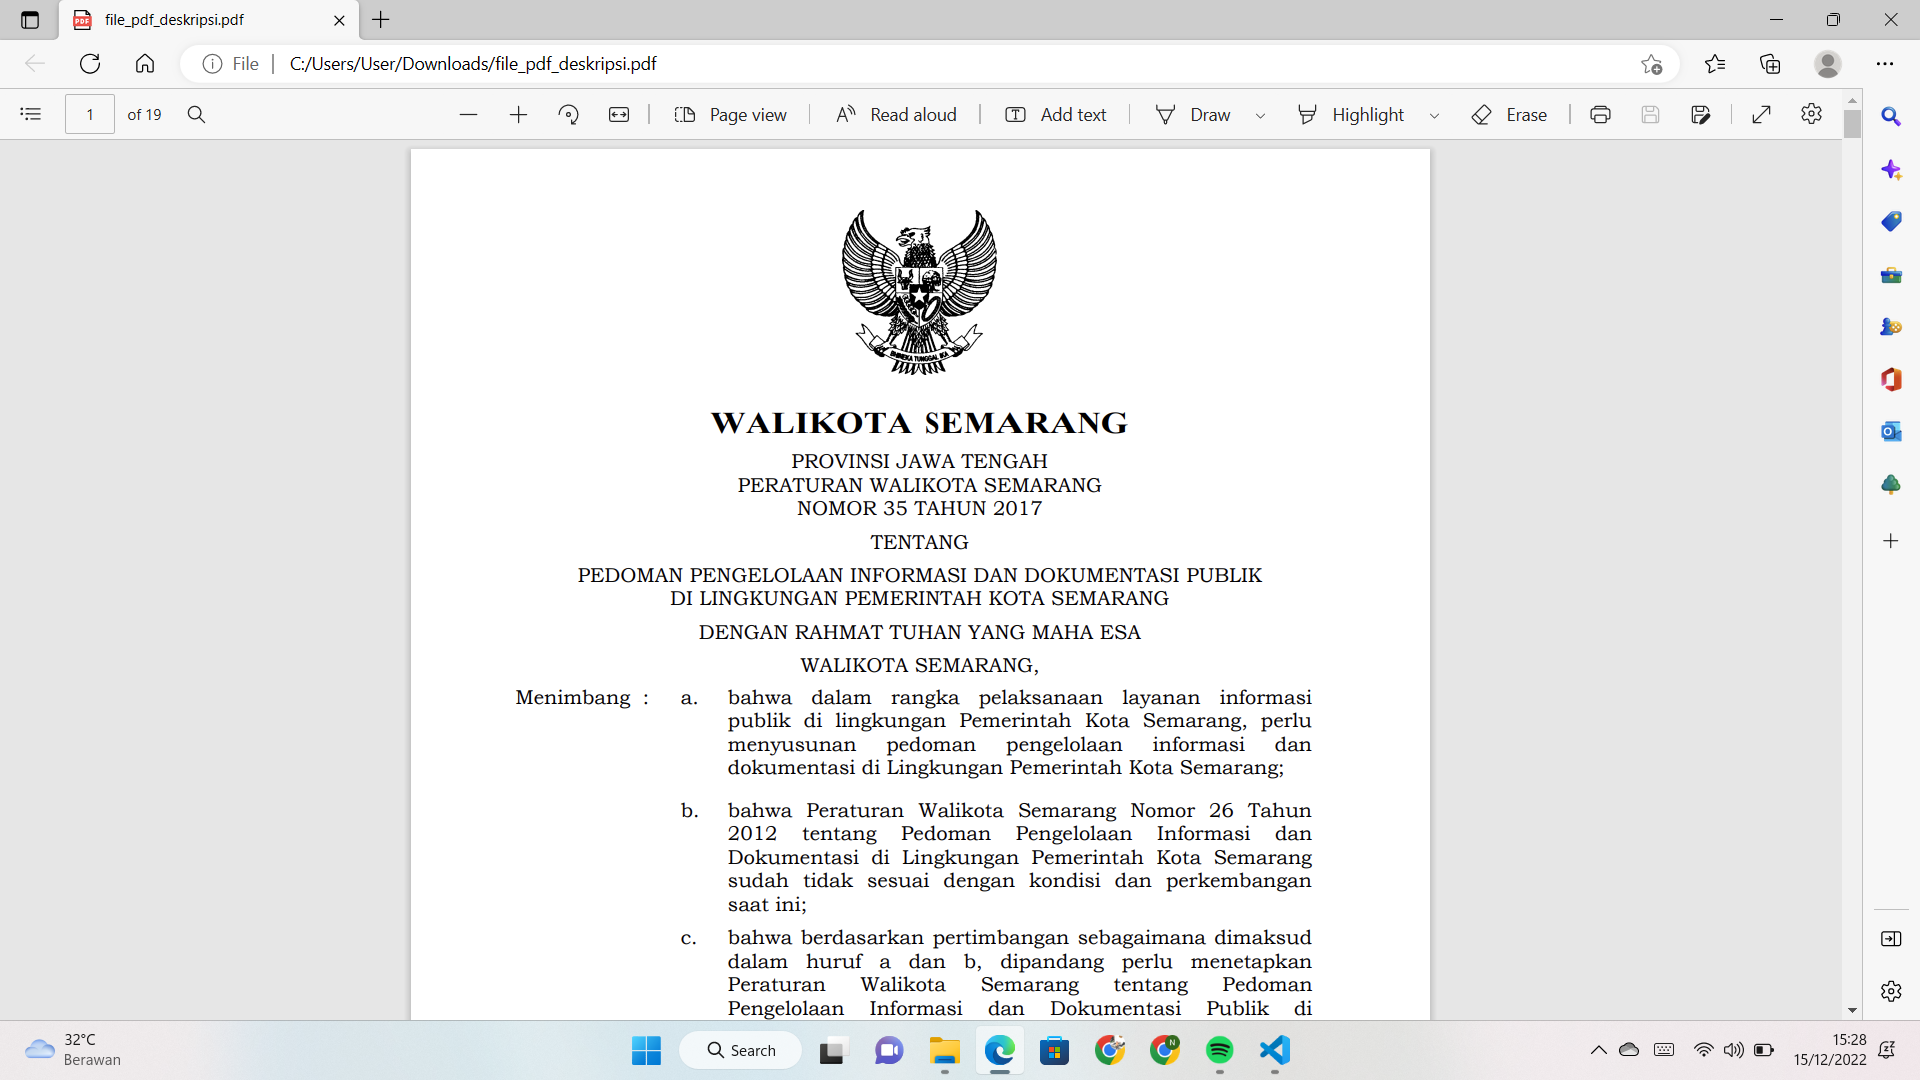 file_pdf_deskripsi.pdf
File C:/Users/User/Downloads/file_pdf_deskripsi.pdf
1 of 19 Page view Read aloud Add text Draw Highlight Erase
BHINEKA TUNGGAL IKA
WALIKOTA SEMARANG
PROVINSI JAWA TENGAH
PERATURAN WALIKOTA SEMARANG
NOMOR 35 TAHUN 2017
TENTANG
PEDOMAN PENGELOLAAN INFORMASI DAN DOKUMENTASI PUBLIK
DI LINGKUNGAN PEMERINTAH KOTA SEMARANG
DENGAN RAHMAT TUHAN YANG MAHA ESA
WALIKOTA SEMARANG,
Menimbang : a. bahwa dalam rangka pelaksanaan layanan informasi
publik di lingkungan Pemerintah Kota Semarang, perlu
menyusunan pedoman pengelolaan informasi dan
dokumentasi di Lingkungan Pemerintah Kota Semarang;
b. bahwa Peraturan Walikota Semarang Nomor 26 Tahun
2012 tentang Pedoman Pengelolaan Informasi dan
Dokumentasi di Lingkungan Pemerintah Kota Semarang
sudah tidak sesuai dengan kondisi dan perkembangan
saat ini;
c. bahwa berdasarkan pertimbangan sebagaimana dimaksud
dalam huruf a dan b, dipandang perlu menetapkan
Peraturan Walikota Semarang tentang Pedoman
Pengelolaan Informasi dan Dokumentasi Publik di
32°C
Berawan
Search
15:28
15/12/2022